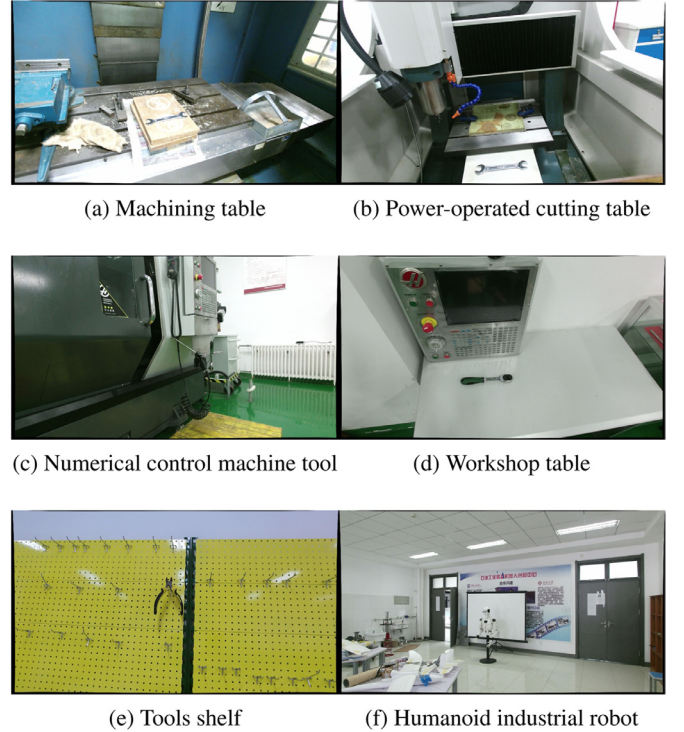 (a) Machining table
(b) Power-operated cutting table
(c) Numerical control machine tool
(d) Workshop table
(e) Tools shelf
(f) Humanoid industrial robot